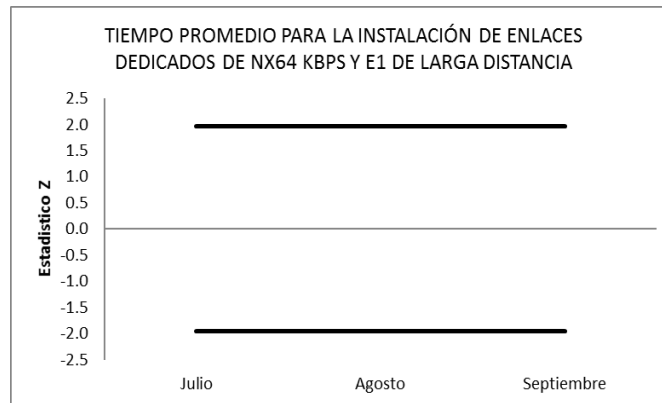 TIEMPO PROMEDIO PARA LA INSTALACIÓN DE ENLACES
DEDICADOS DE NX64 KBPS Y E1 DE LARGA DISTANCIA
2.5
2.0
1.5
1.0
0.5
0.0
-0.5
-1.0
-1.5
-2.0
-2.5
Estadistico Z
Julio Agosto Septiembre